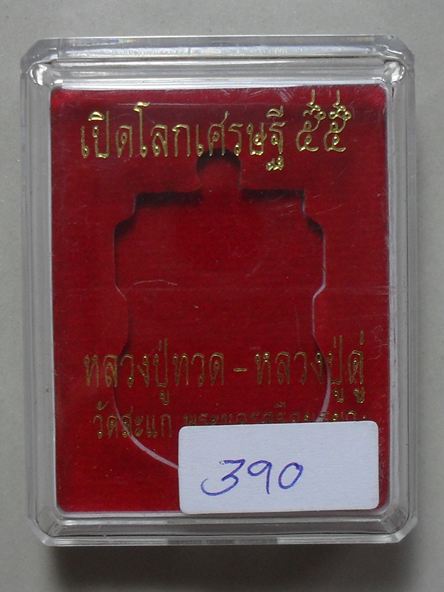 เปิดโลกเศรษฐี ๕๕
หลวงปู่ทวด - หลวงปู่ดู่
วัดสะแก
390